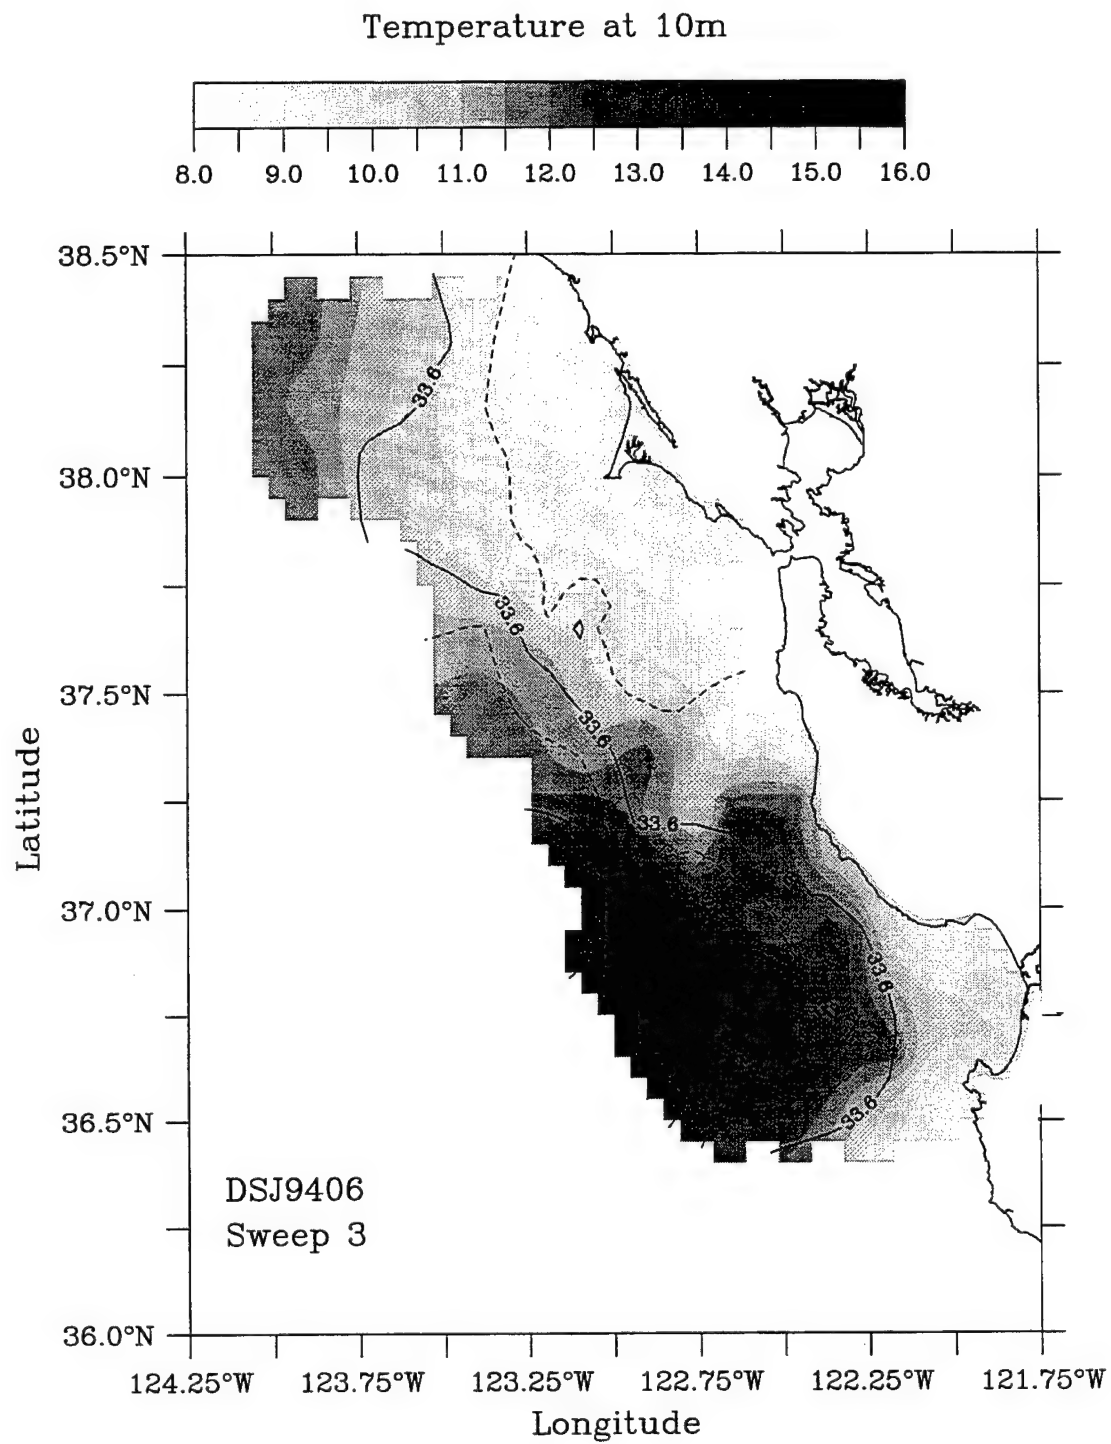 Temperature at 10m
8.0 9.0 10.0 11.0 12.0 13.0 14.0 15.0 16.0
38.5°N
33.6
38.0°N
33.6
37.5°N
33.6
33.6
Latitude
37.0°N
33.6
36.5°N
33.6
DSJ9406
Sweep 3
36.0°N
124.25°W 123.75°W 123.25°W 122.75°W 122.25°W 121.75°W
Longitude